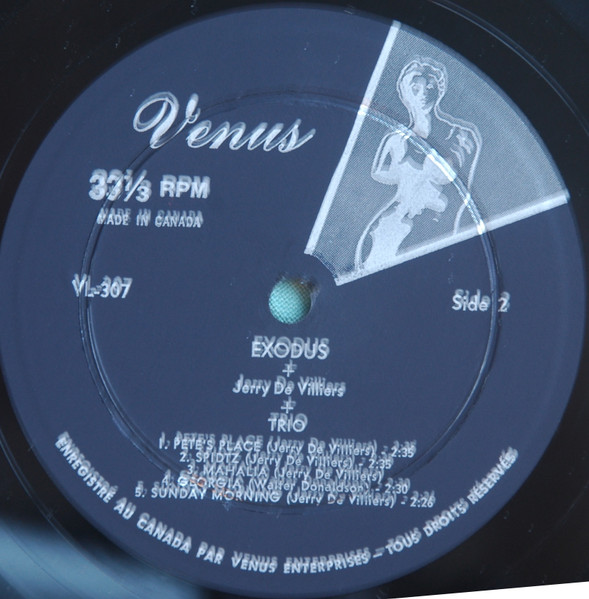 Venus
33⅓ RPM
MADE IN CANADA
VL-307
Side 2
EXODUS
+
Jerry De Villiers
+
TRIO
1. PETE'S PLACE (Jerry De Villiers) - 2:35
2. SPIDTZ (Jerry De Villiers) - 2:35
3. MAHALIA (Jerry De Villiers)
4. GEORGIA (Walter Donaldson) - 2:30
5. SUNDAY MORNING (Jerry De Villiers) - 2:26
ENREGISTRÉ AU CANADA PAR VENUS ENTERPRISES – TOUS DROITS RÉSERVÉS